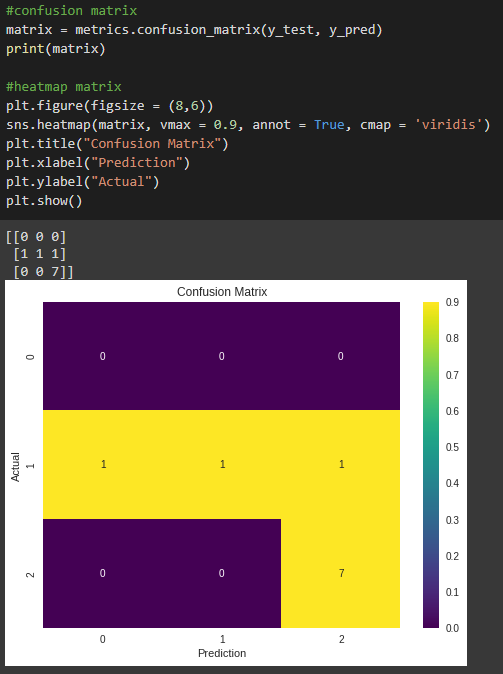 #confusion matrix
matrix = metrics.confusion_matrix(y_test, y_pred)
print(matrix)
#heatmap matrix
plt.figure(figsize = (8,6))
sns.heatmap(matrix, vmax = 0.9, annot = True, cmap = 'viridis')
plt.title("Confusion Matrix")
plt.xlabel("Prediction")
plt.ylabel("Actual")
plt.show()
[[0 0 0]
[1 1 1]
[0 0 7]]
Confusion Matrix
0 0 0 0
Actual
1 1 1 1
2 0 0 7
0 1 2
Prediction
0.9
0.8
0.7
0.6
0.5
0.4
0.3
0.2
0.1
0.0